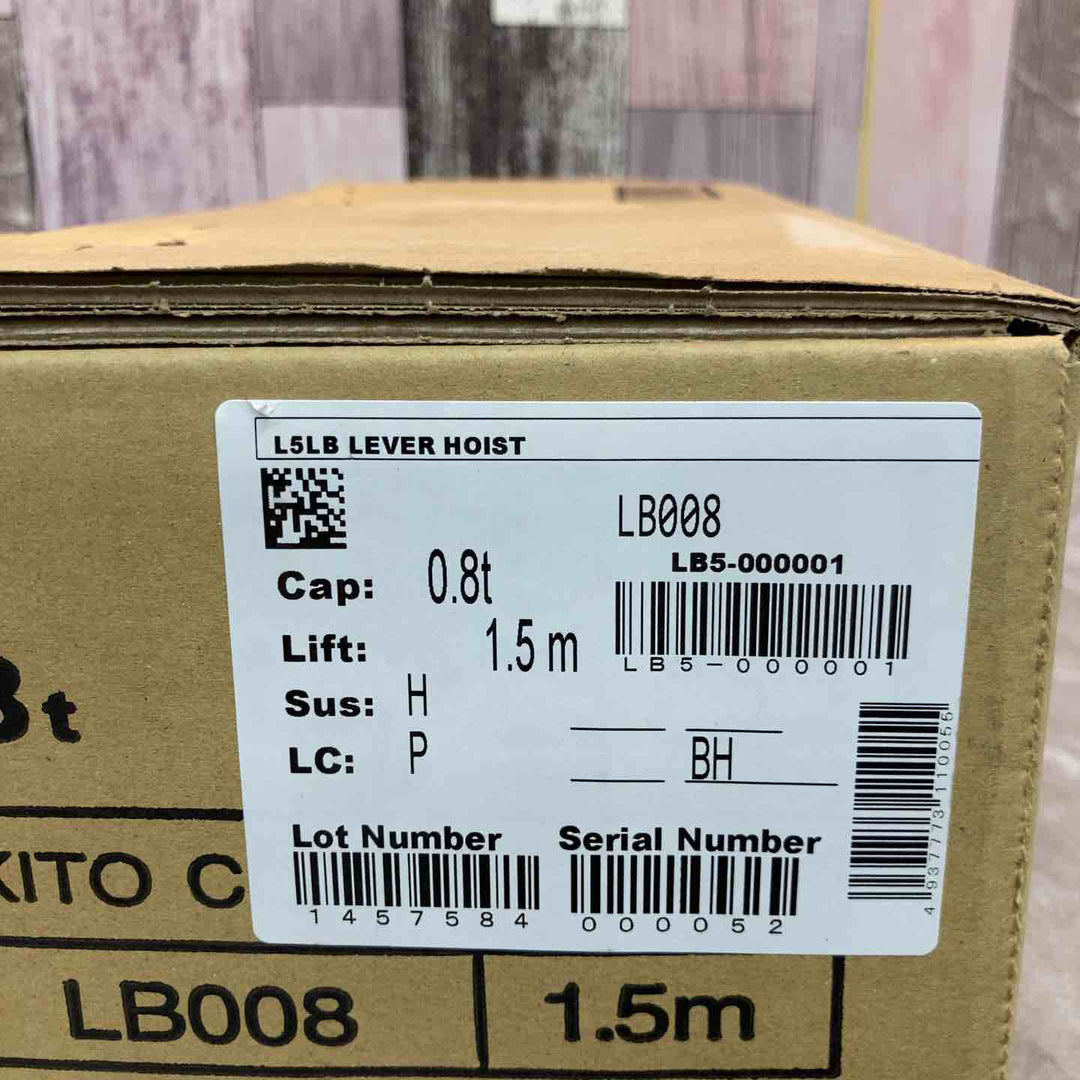 L5LB LEVER HOIST
LB008
LB5-000001
LB5-000001
Cap: 0.8t
Lift: 1.5 m
Sus: H
LC: P
BH
4937773110055
Lot Number
1457584
Serial Number
000052
8t
KITO C
LB008
1.5m